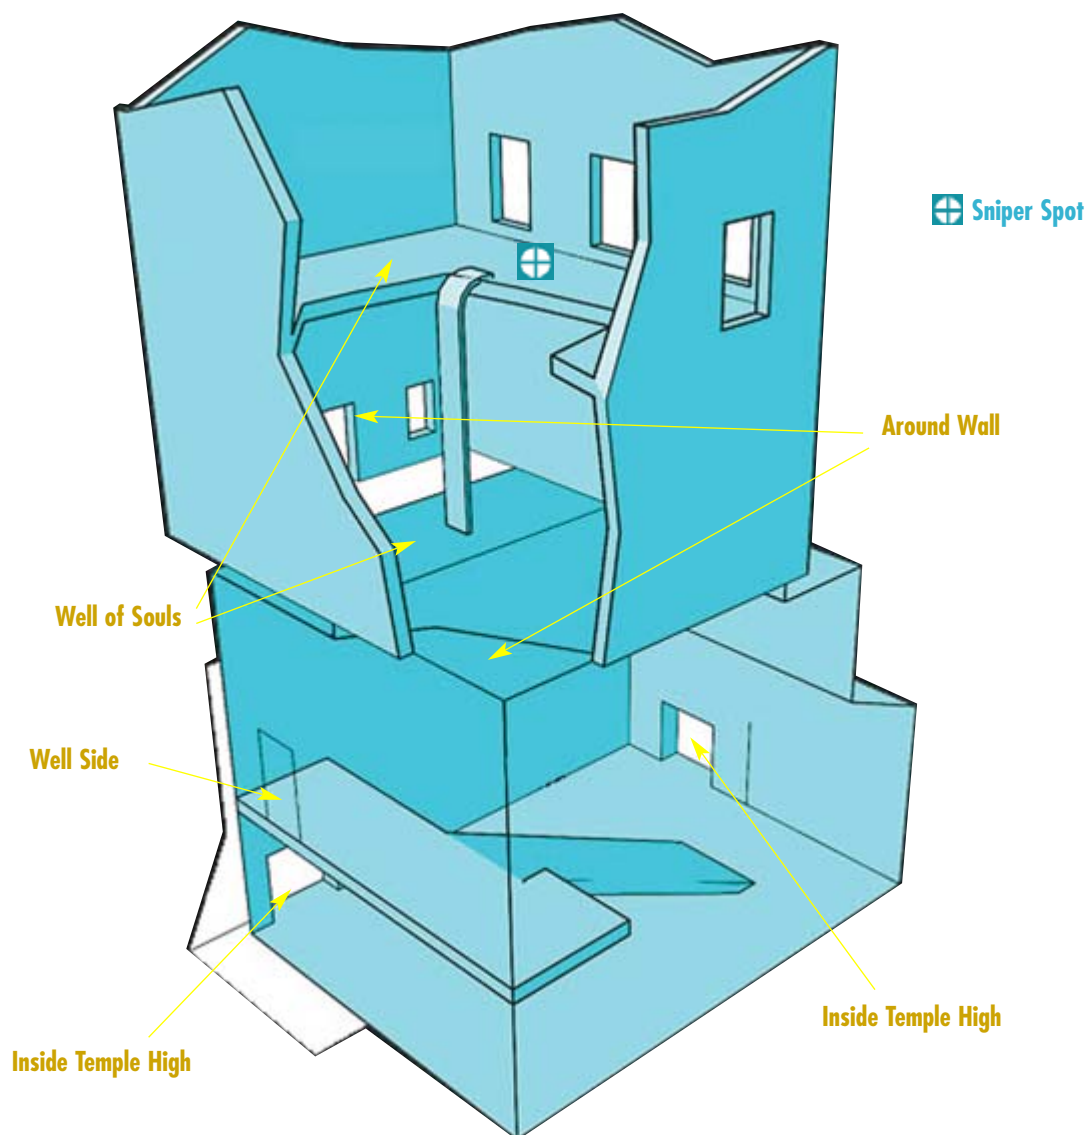 Sniper Spot
Around Wall
Well of Souls
Well Side
Inside Temple High
Inside Temple High